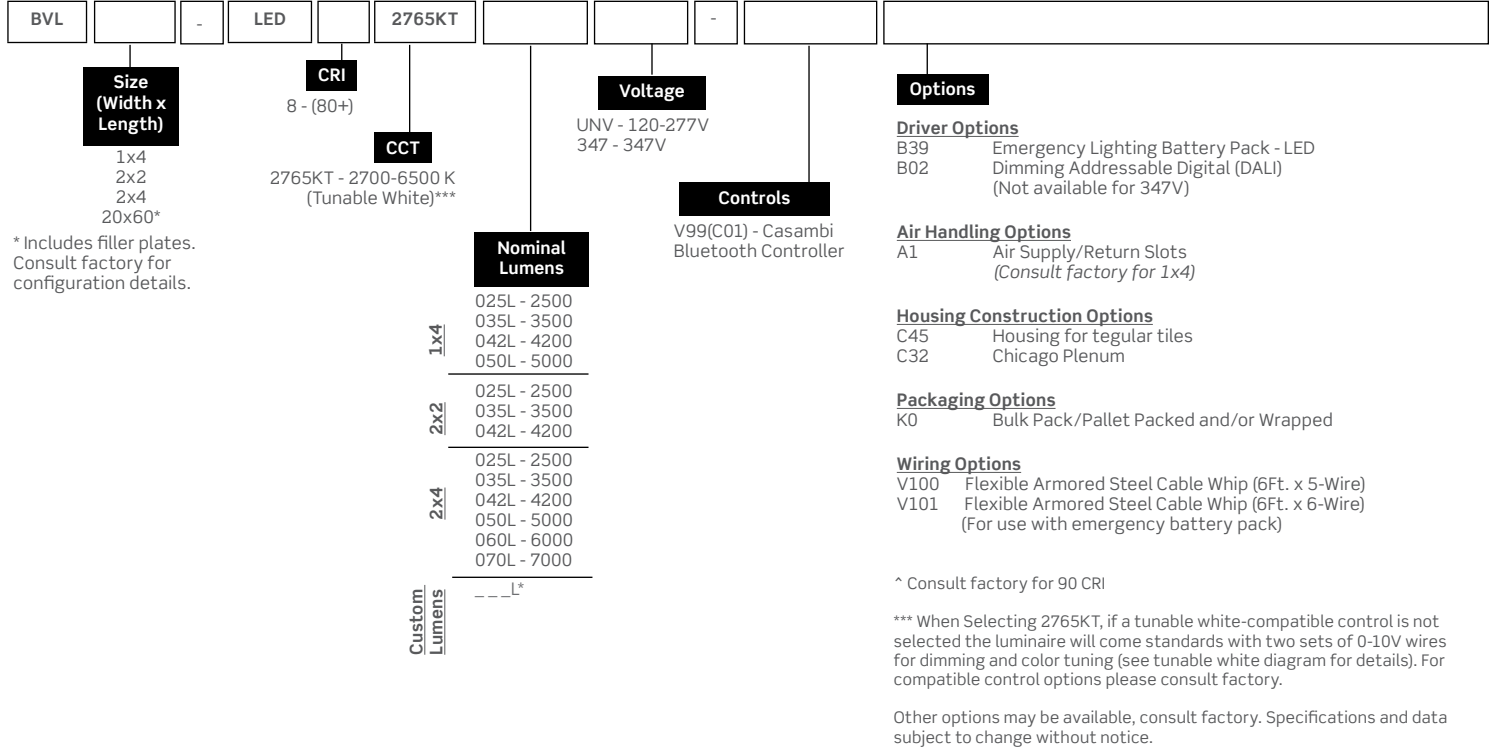 BVL - LED 2765KT -
Size
(Width x
Length)
1x4
2x2
2x4
20x60*
* Includes filler plates.
Consult factory for
configuration details.
CRI
8 - (80+)
CCT
2765KT - 2700-6500 K
(Tunable White)***
Nominal
Lumens
1x4
025L - 2500
035L - 3500
042L - 4200
050L - 5000
2x2
025L - 2500
035L - 3500
042L - 4200
2x4
025L - 2500
035L - 3500
042L - 4200
050L - 5000
060L - 6000
070L - 7000
Custom
Lumens
_ _ _L*
Voltage
UNV - 120-277V
347 - 347V
Controls
V99(C01) - Casambi
Bluetooth Controller
Options
Driver Options
B39 Emergency Lighting Battery Pack - LED
B02 Dimming Addressable Digital (DALI)
(Not available for 347V)
Air Handling Options
A1 Air Supply/Return Slots
(Consult factory for 1x4)
Housing Construction Options
C45 Housing for tegular tiles
C32 Chicago Plenum
Packaging Options
K0 Bulk Pack/Pallet Packed and/or Wrapped
Wiring Options
V100 Flexible Armored Steel Cable Whip (6Ft. x 5-Wire)
V101 Flexible Armored Steel Cable Whip (6Ft. x 6-Wire)
(For use with emergency battery pack)
^ Consult factory for 90 CRI
*** When Selecting 2765KT, if a tunable white-compatible control is not
selected the luminaire will come standards with two sets of 0-10V wires
for dimming and color tuning (see tunable white diagram for details). For
compatible control options please consult factory.
Other options may be available, consult factory. Specifications and data
subject to change without notice.